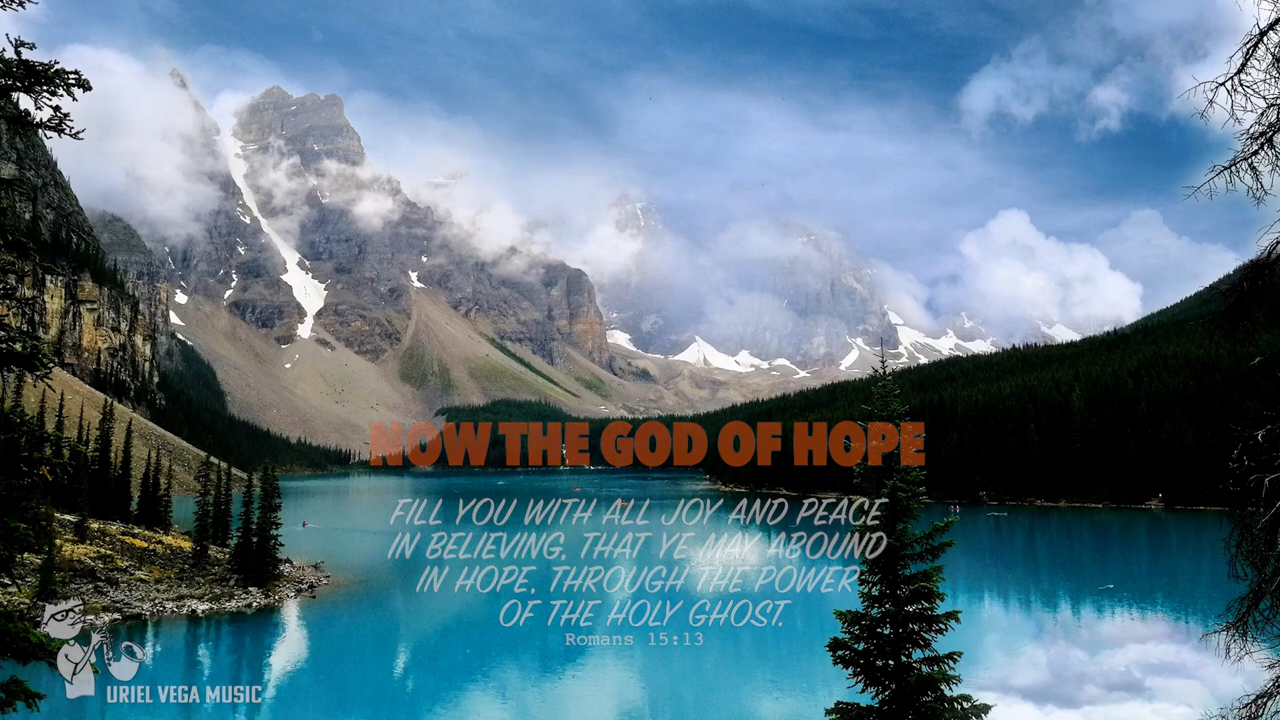 NOW THE GOD OF HOPE
FILL YOU WITH ALL JOY AND PEACE
IN BELIEVING, THAT YE MAY ABOUND
IN HOPE, THROUGH THE POWER
OF THE HOLY GHOST.
Romans 15:13
URIEL VEGA MUSIC